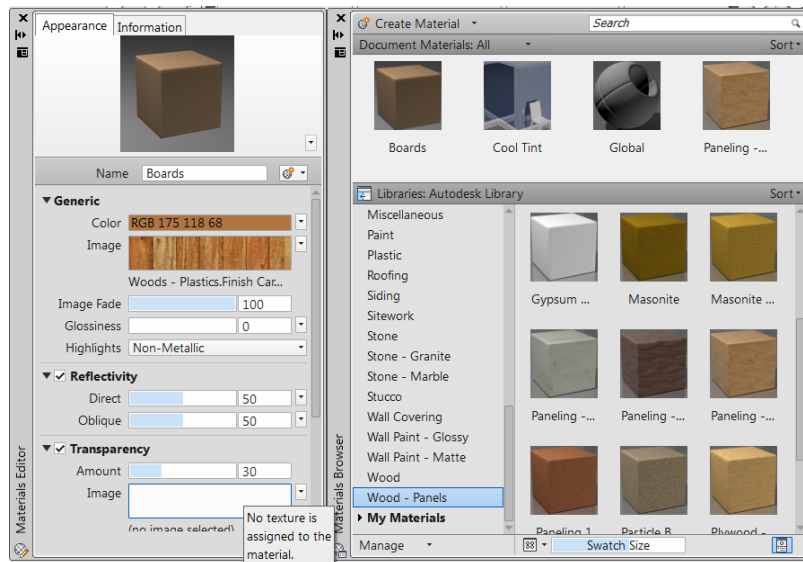 Appearance
Information
Name
Boards
Generic
Color
RGB 175 118 68
Image
Woods - Plastics.Finish Car...
Image Fade
100
Glossiness
0
Highlights
Non-Metallic
Reflectivity
Direct
50
Oblique
50
Transparency
Amount
30
Image
(no image selected)
No texture is
assigned to the
material.
Materials Editor
Create Material
Search
Document Materials: All
Sort
Boards
Cool Tint
Global
Paneling -...
Libraries: Autodesk Library
Sort
Miscellaneous
Paint
Plastic
Roofing
Siding
Sitework
Stone
Stone - Granite
Stone - Marble
Stucco
Wall Covering
Wall Paint - Glossy
Wall Paint - Matte
Wood
Wood - Panels
My Materials
Gypsum ...
Masonite
Masonite ...
Paneling -...
Paneling -...
Paneling -...
Paneling 1
Particle B
Plywood -
Manage
Swatch Size
Materials Browser